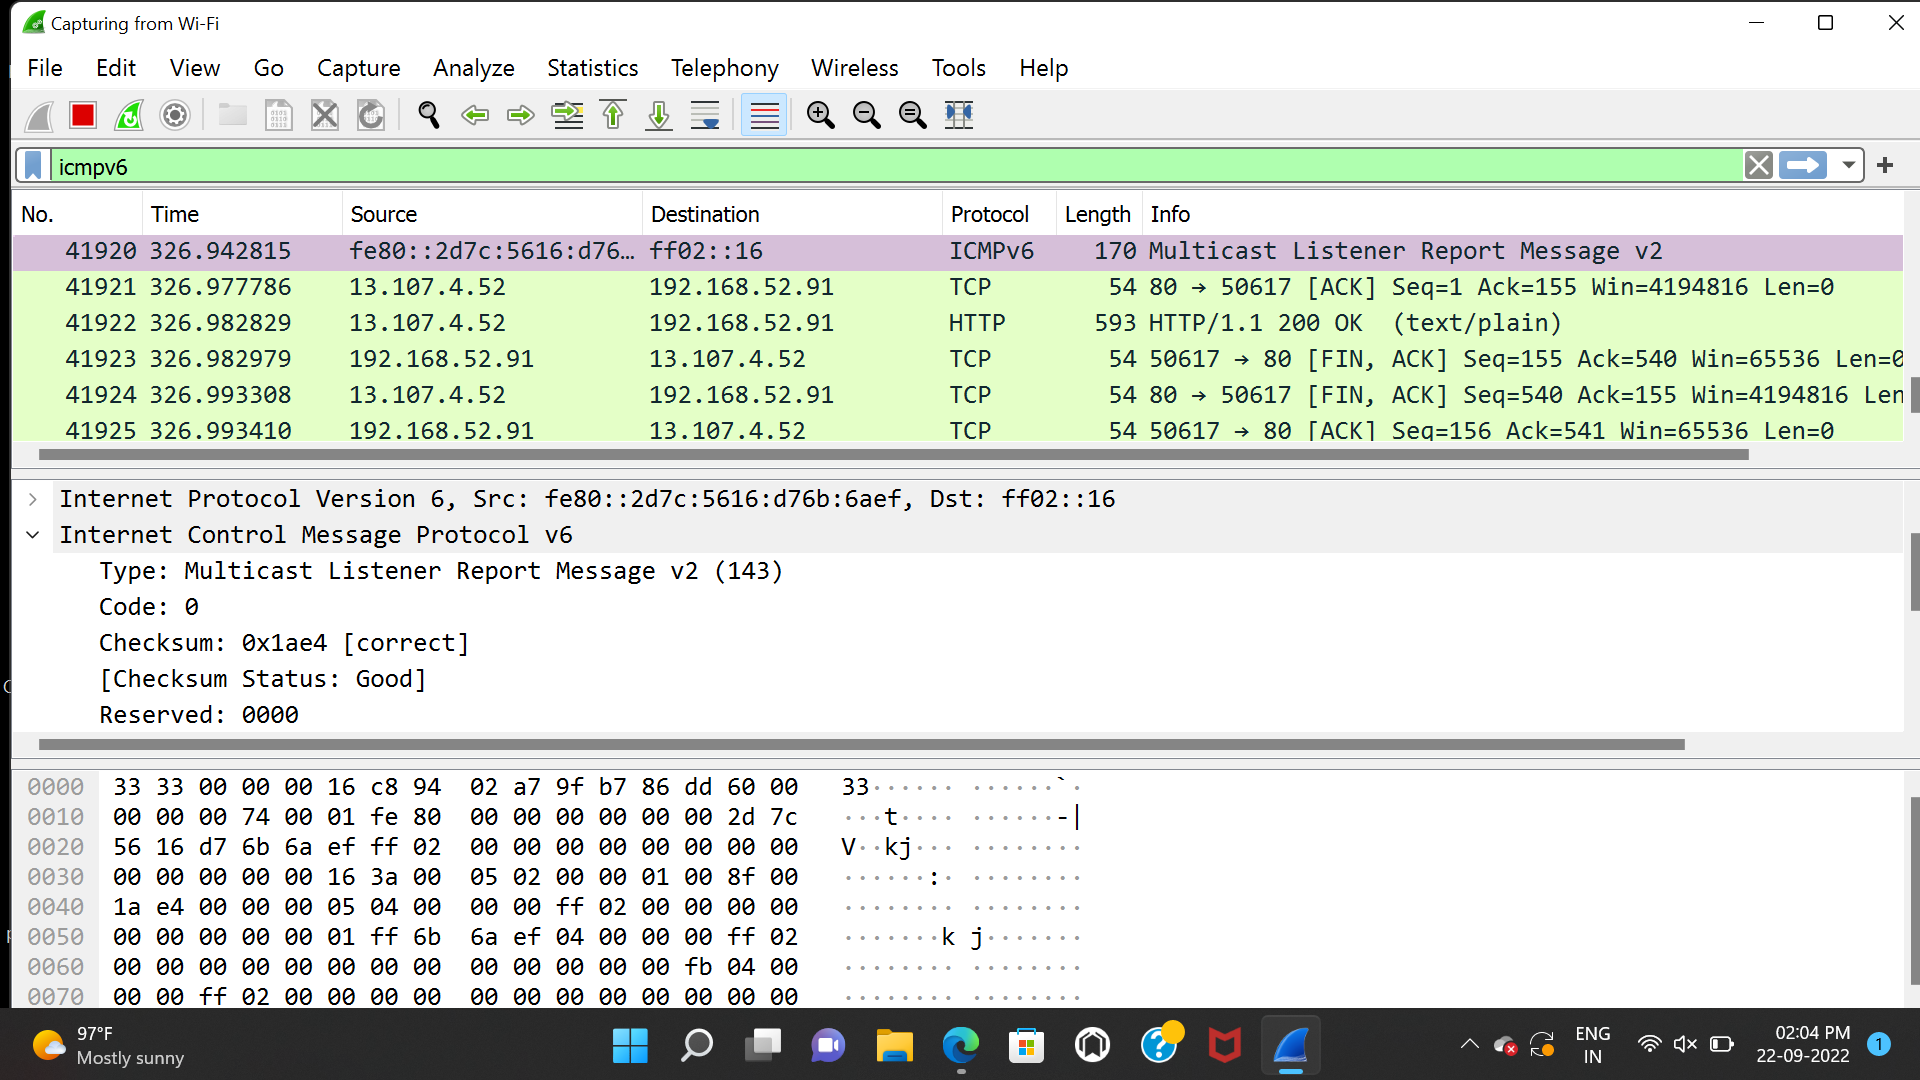 Capturing from Wi-Fi
File Edit View Go Capture Analyze Statistics Telephony Wireless Tools Help
icmpv6
No. Time Source Destination Protocol Length Info
41920 326.942815 fe80::2d7c:5616:d76… ff02::16 ICMPv6 170 Multicast Listener Report Message v2
41921 326.977786 13.107.4.52 192.168.52.91 TCP 54 80 → 50617 [ACK] Seq=1 Ack=155 Win=4194816 Len=0
41922 326.982829 13.107.4.52 192.168.52.91 HTTP 593 HTTP/1.1 200 OK (text/plain)
41923 326.982979 192.168.52.91 13.107.4.52 TCP 54 50617 → 80 [FIN, ACK] Seq=155 Ack=540 Win=65536 Len=0
41924 326.993308 13.107.4.52 192.168.52.91 TCP 54 80 → 50617 [FIN, ACK] Seq=540 Ack=155 Win=4194816 Len
41925 326.993410 192.168.52.91 13.107.4.52 TCP 54 50617 → 80 [ACK] Seq=156 Ack=541 Win=65536 Len=0
Internet Protocol Version 6, Src: fe80::2d7c:5616:d76b:6aef, Dst: ff02::16
Internet Control Message Protocol v6
Type: Multicast Listener Report Message v2 (143)
Code: 0
Checksum: 0x1ae4 [correct]
[Checksum Status: Good]
Reserved: 0000
0000 33 33 00 00 00 16 c8 94 02 a7 9f b7 86 dd 60 00 33······ ······`·
0010 00 00 00 74 00 01 fe 80 00 00 00 00 00 00 2d 7c ···t···· ······-|
0020 56 16 d7 6b 6a ef ff 02 00 00 00 00 00 00 00 00 V··kj··· ········
0030 00 00 00 00 00 16 3a 00 05 02 00 00 01 00 8f 00 ······:· ········
0040 1a e4 00 00 00 05 04 00 00 00 ff 02 00 00 00 00 ········ ········
0050 00 00 00 00 00 01 ff 6b 6a ef 04 00 00 00 ff 02 ·······k j·······
0060 00 00 00 00 00 00 00 00 00 00 00 00 00 fb 04 00 ········ ········
0070 00 00 ff 02 00 00 00 00 00 00 00 00 00 00 00 00 ········ ········
97°F
Mostly sunny
ENG
IN
02:04 PM
22-09-2022
1